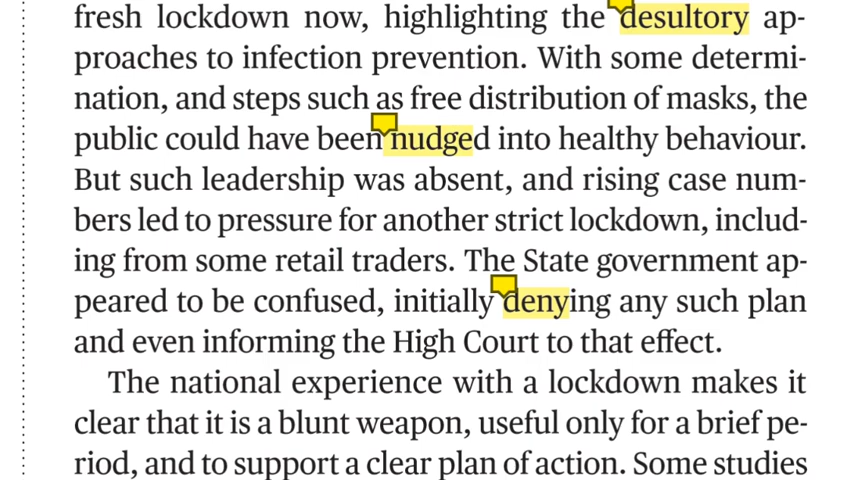 fresh lockdown now, highlighting the desultory ap-
proaches to infection prevention. With some determi-
nation, and steps such as free distribution of masks, the
public could have been nudged into healthy behaviour.
But such leadership was absent, and rising case num-
bers led to pressure for another strict lockdown, includ-
ing from some retail traders. The State government ap-
peared to be confused, initially denying any such plan
and even informing the High Court to that effect.
The national experience with a lockdown makes it
clear that it is a blunt weapon, useful only for a brief pe-
riod, and to support a clear plan of action. Some studies